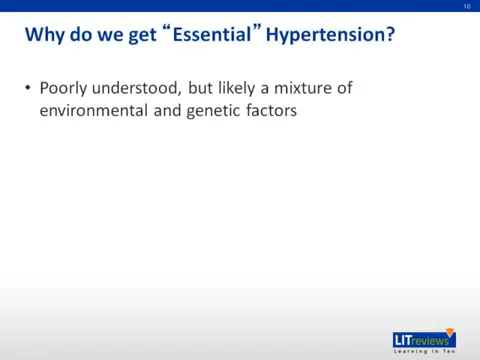 10
Why do we get “Essential” Hypertension?
• Poorly understood, but likely a mixture of
environmental and genetic factors
LITreviews
Learning in Ten